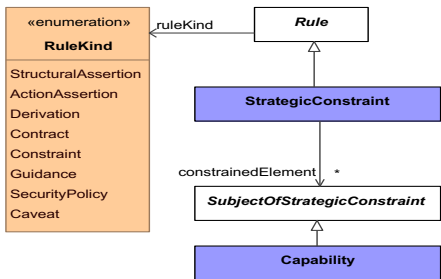 «enumeration»
RuleKind
StructuralAssertion
ActionAssertion
Derivation
Contract
Constraint
Guidance
SecurityPolicy
Caveat
ruleKind
Rule
StrategicConstraint
constrainedElement *
SubjectOfStrategicConstraint
Capability